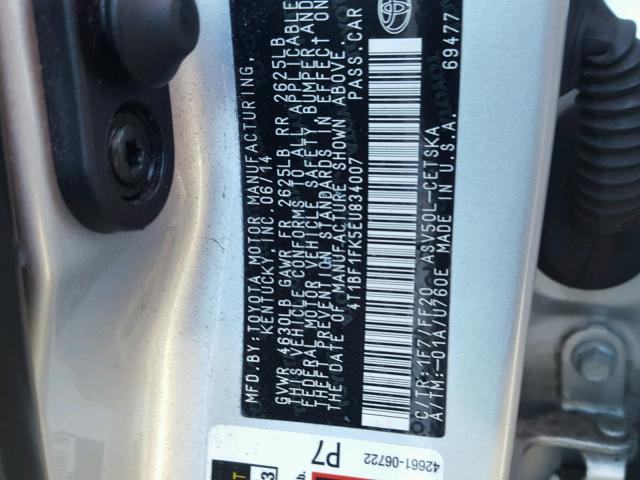 MFD.BY:TOYOTA MOTOR MANUFACTURING,
KENTUCKY, INC. 06/14
GVWR 4630LB GAWR FR 2625LB RR 2625LB
THIS VEHICLE CONFORMS TO ALL APPLICABLE
FEDERAL MOTOR VEHICLE SAFETY, BUMPER AND
THEFT PREVENTION STANDARDS IN EFFECT ON
THE DATE OF MANUFACTURE SHOWN ABOVE.
4T1BF1FK5EU834007 PASS.CAR
C/TR:1F7/FF20 ASV50L-CETSKA
A/TM:-01A/U760E MADE IN U.S.A. 69477
42661-06722
P7